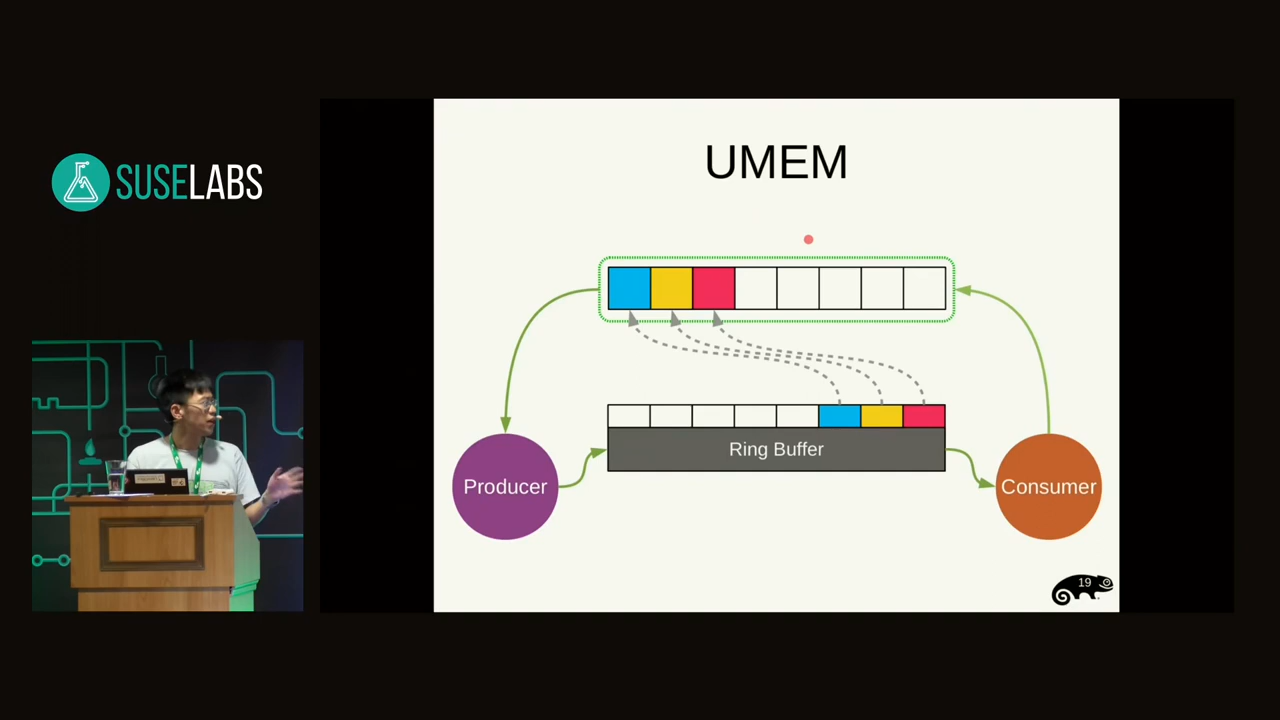 SUSELABS
UMEM
Ring Buffer
Producer
Consumer
19